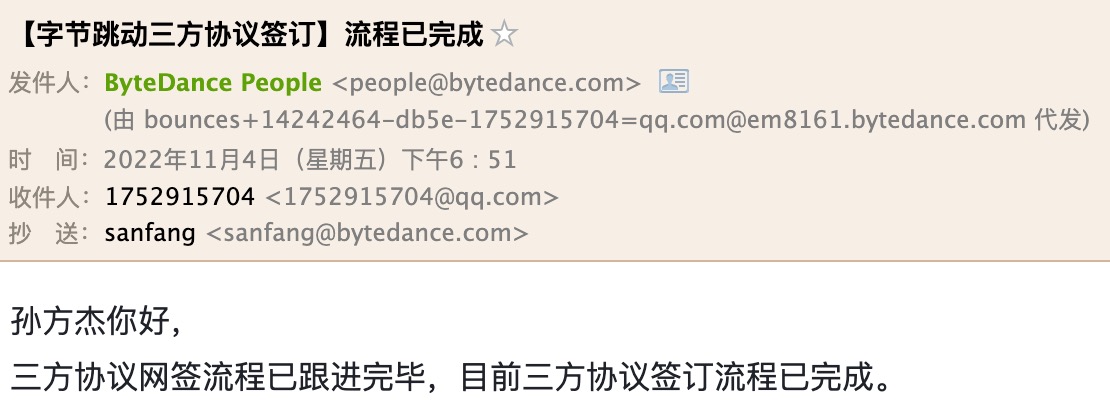 【字节跳动三方协议签订】流程已完成
发件人：ByteDance People <people@bytedance.com>
(由 bounces+14242464-db5e-1752915704=qq.com@em8161.bytedance.com 代发)
时 间：2022年11月4日（星期五）下午6：51
收件人：1752915704 <1752915704@qq.com>
抄 送：sanfang <sanfang@bytedance.com>
孙方杰你好，
三方协议网签流程已跟进完毕，目前三方协议签订流程已完成。